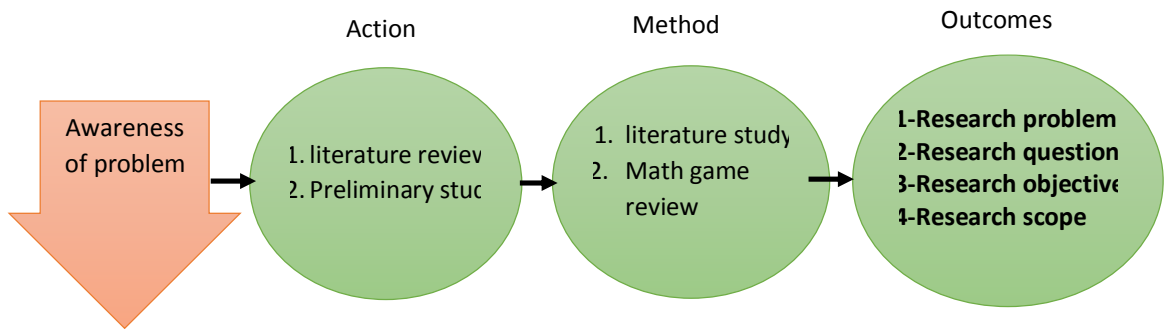 Action
Method
Outcomes
Awareness
of problem
1. literature review
2. Preliminary stud
1. literature study
2. Math game
review
1-Research problem
2-Research question
3-Research objective
4-Research scope